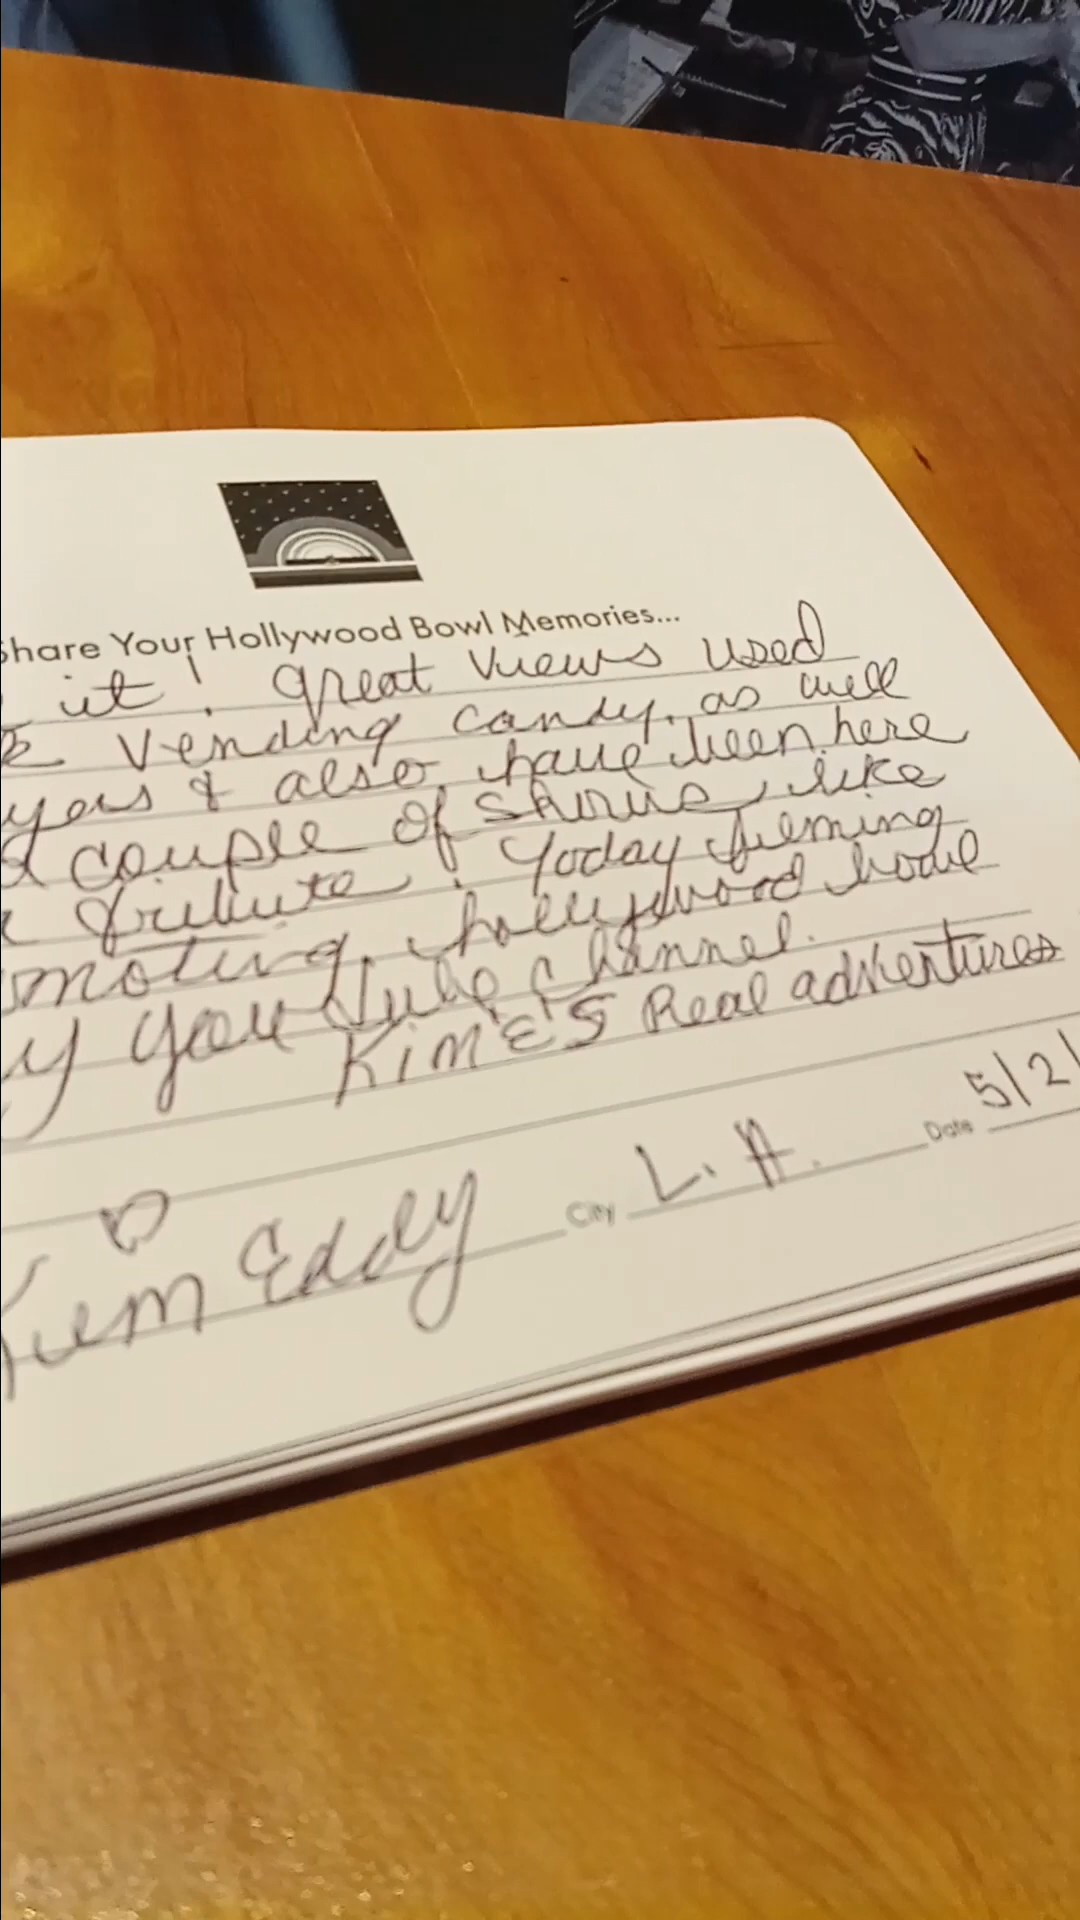 Share Your Hollywood Bowl Memories...
it! great views used
vending candy, as well
& also have been here
couple of shows, like
tribute! Today filming
hollywood bowl
y you tube channel.
Kim E'S Real adventures
Kim Eddy City L.A. Date 5/2/